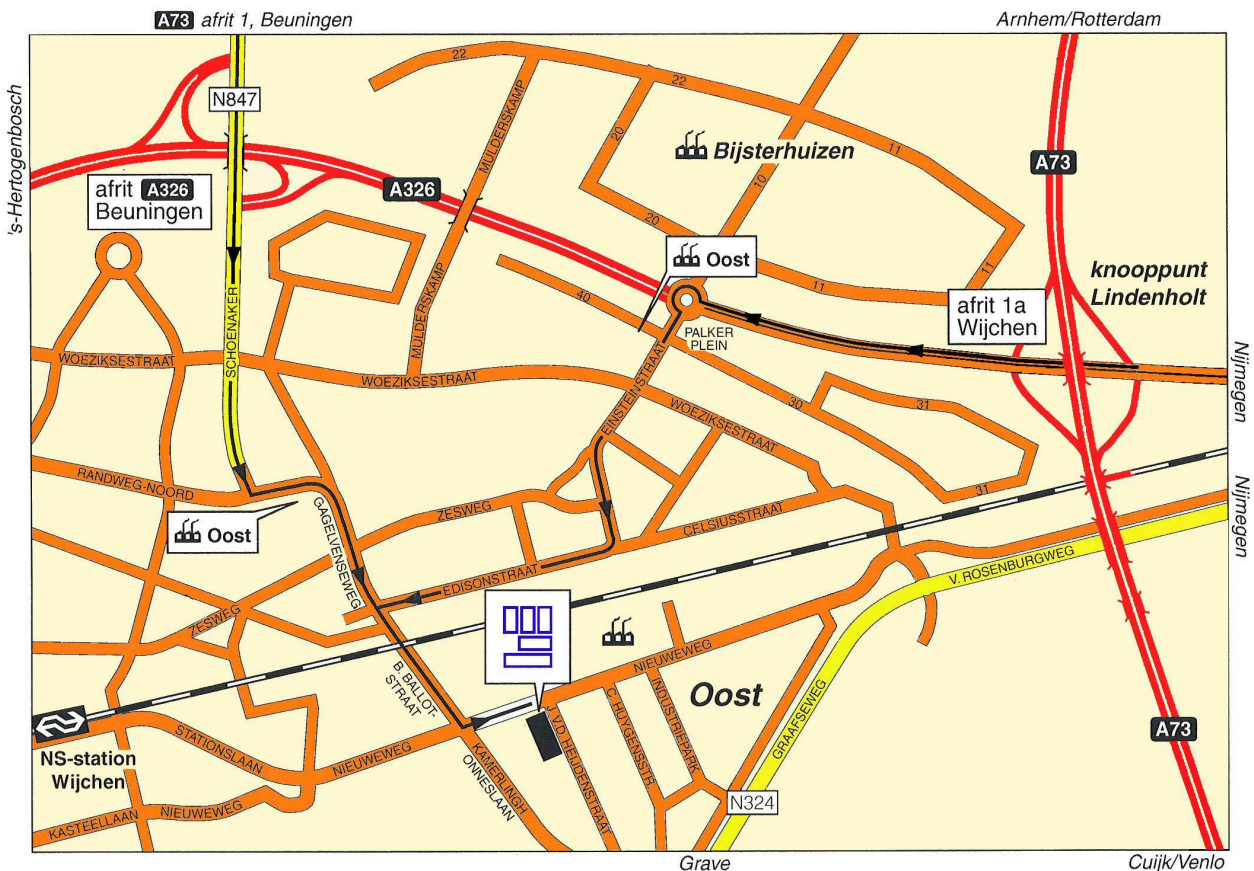 A73 afrit 1, Beuningen
Arnhem/Rotterdam
's-Hertogenbosch
N847
22
22
MULDERSKAMP
20
11
Bijsterhuizen
A73
A326
afrit A326
Beuningen
10
20
Oost
11
11
knooppunt
Lindenholt
MULDERSKAMP
40
afrit 1a
Wijchen
PALKER
PLEIN
SCHOENAKER
WOEZIKSESTRAAT
WOEZIKSESTRAAT
EINSTEINSTRAAT
WOEZIKSESTRAAT
30
31
31
Nijmegen
Nijmegen
RANDWEG-NOORD
Oost
GAGELVENSEWEG
ZESWEG
CELSIUSSTRAAT
EDISONSTRAAT
V. ROSENBURGWEG
ZESWEG
B. BALLOT-
STRAAT
NIEUWEWEG
Oost
INDUSTRIEPARK
C. HUYGENSSTR.
V.D. HEIJDENSTRAAT
GRAAFSEWEG
A73
NS-station
Wijchen
STATIONSLAAN
NIEUWEWEG
KAMERLINGH
ONNESLAAN
N324
KASTEELLAAN
NIEUWEWEG
Grave
Cuijk/Venlo